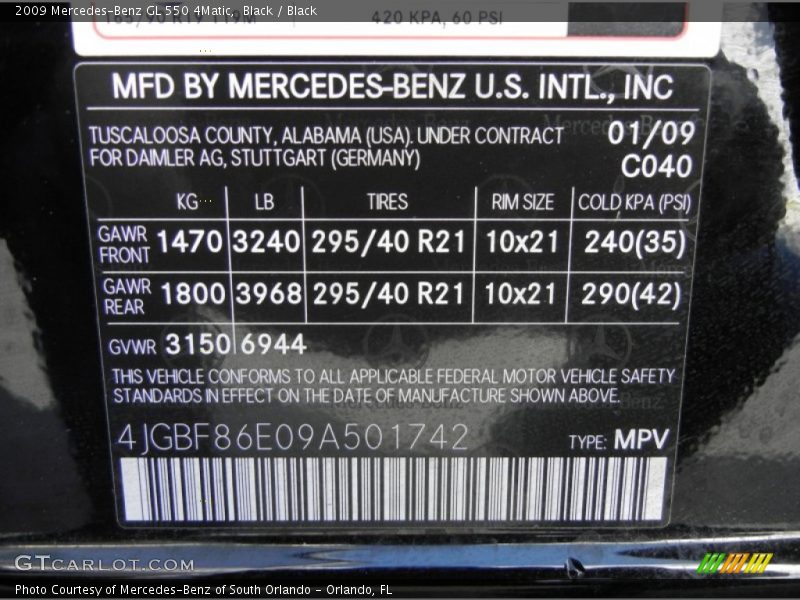 2009 Mercedes-Benz GL 550 4Matic, Black / Black
165/90 R19 119M 420 KPA, 60 PSI
MFD BY MERCEDES-BENZ U.S. INTL., INC
TUSCALOOSA COUNTY, ALABAMA (USA). UNDER CONTRACT 01/09
FOR DAIMLER AG, STUTTGART (GERMANY) C040
KG LB TIRES RIM SIZE COLD KPA (PSI)
GAWR FRONT 1470 3240 295/40 R21 10x21 240(35)
GAWR REAR 1800 3968 295/40 R21 10x21 290(42)
GVWR 3150 6944
THIS VEHICLE CONFORMS TO ALL APPLICABLE FEDERAL MOTOR VEHICLE SAFETY
STANDARDS IN EFFECT ON THE DATE OF MANUFACTURE SHOWN ABOVE.
4JGBF86E09A501742 TYPE: MPV
GTCARLOT.COM
Photo Courtesy of Mercedes-Benz of South Orlando - Orlando, FL